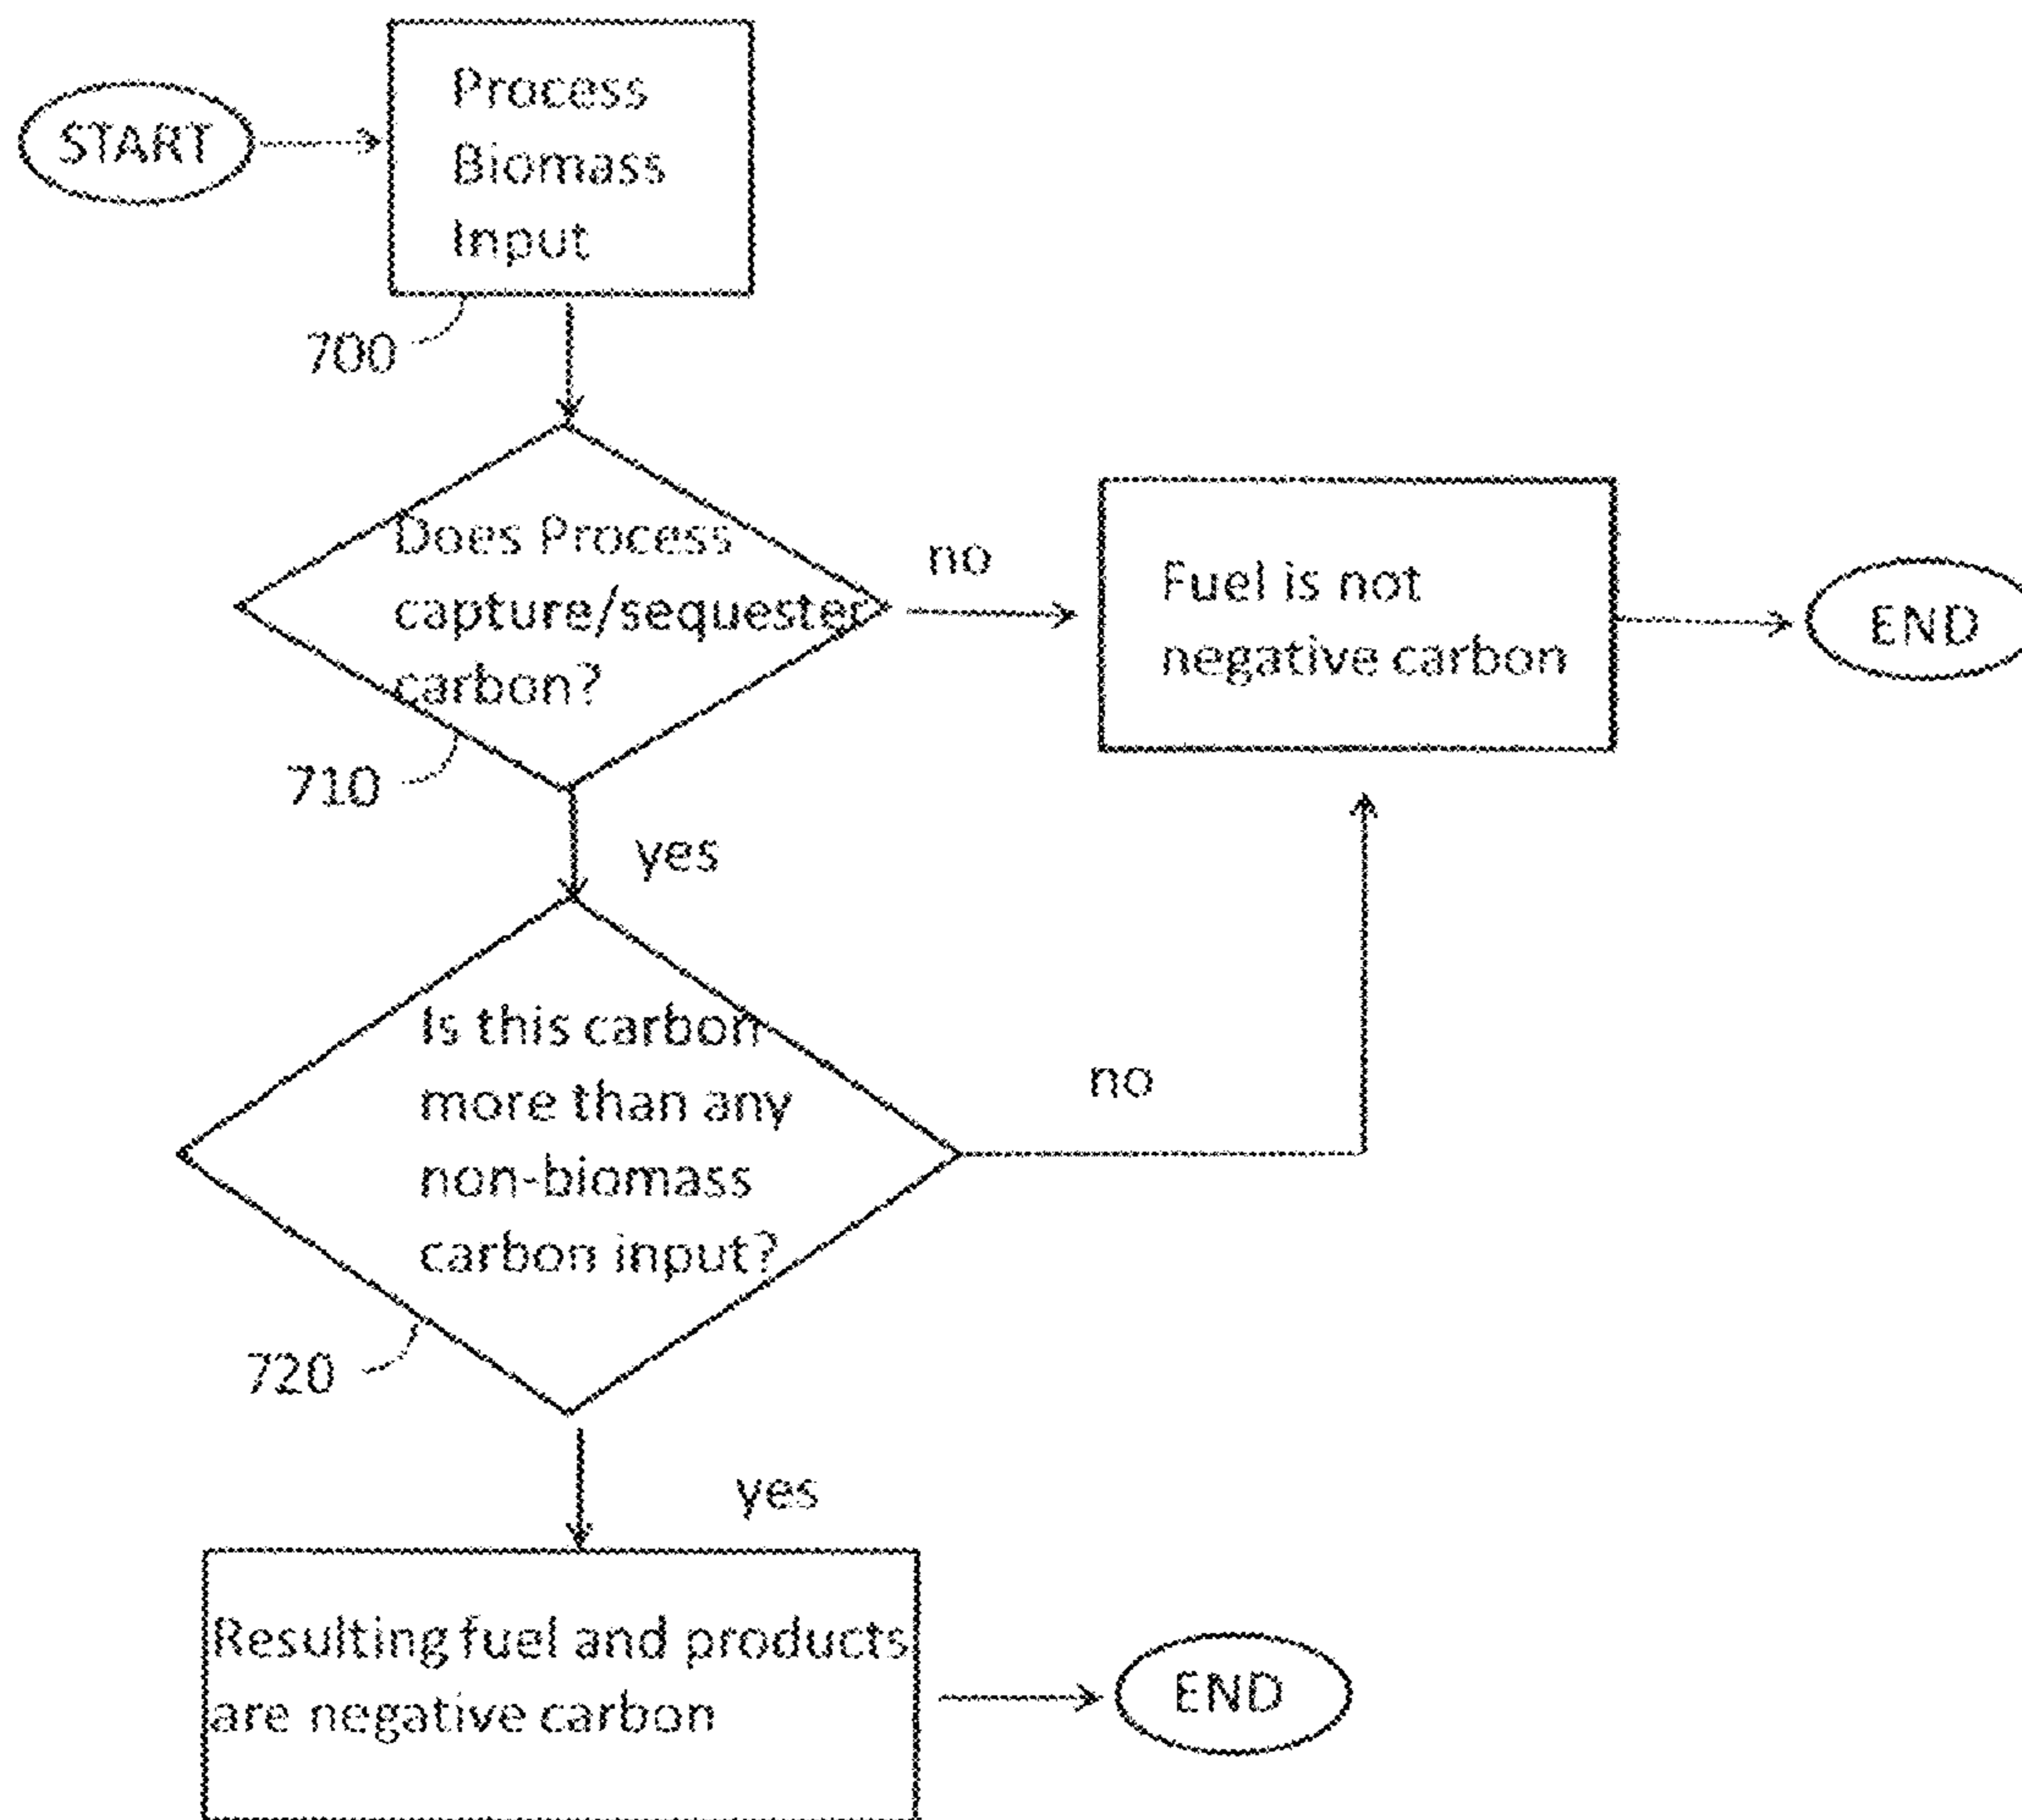 START
Process
Biomass
Input
700
Does Process
capture/sequester
carbon?
710
no
Fuel is not
negative carbon
END
yes
Is this carbon
more than any
non-biomass
carbon input?
720
no
yes
Resulting fuel and products
are negative carbon
END